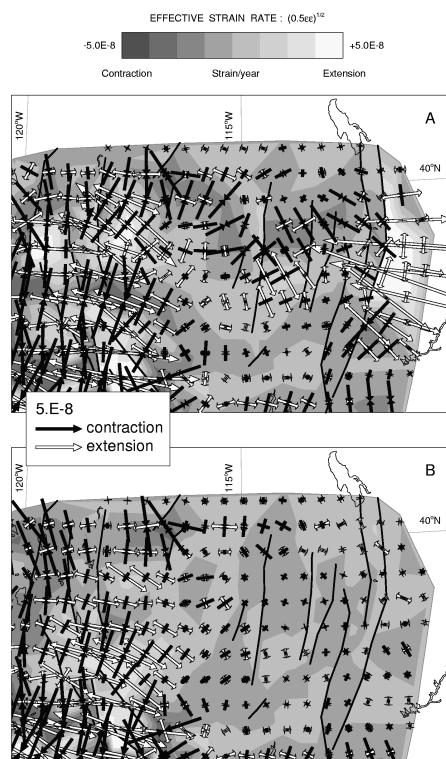 EFFECTIVE STRAIN RATE : (0.5εε)^1/2
-5.0E-8 +5.0E-8
Contraction Strain/year Extension
120°W 115°W A
40°N
5.E-8
contraction
extension
120°W 115°W B
40°N